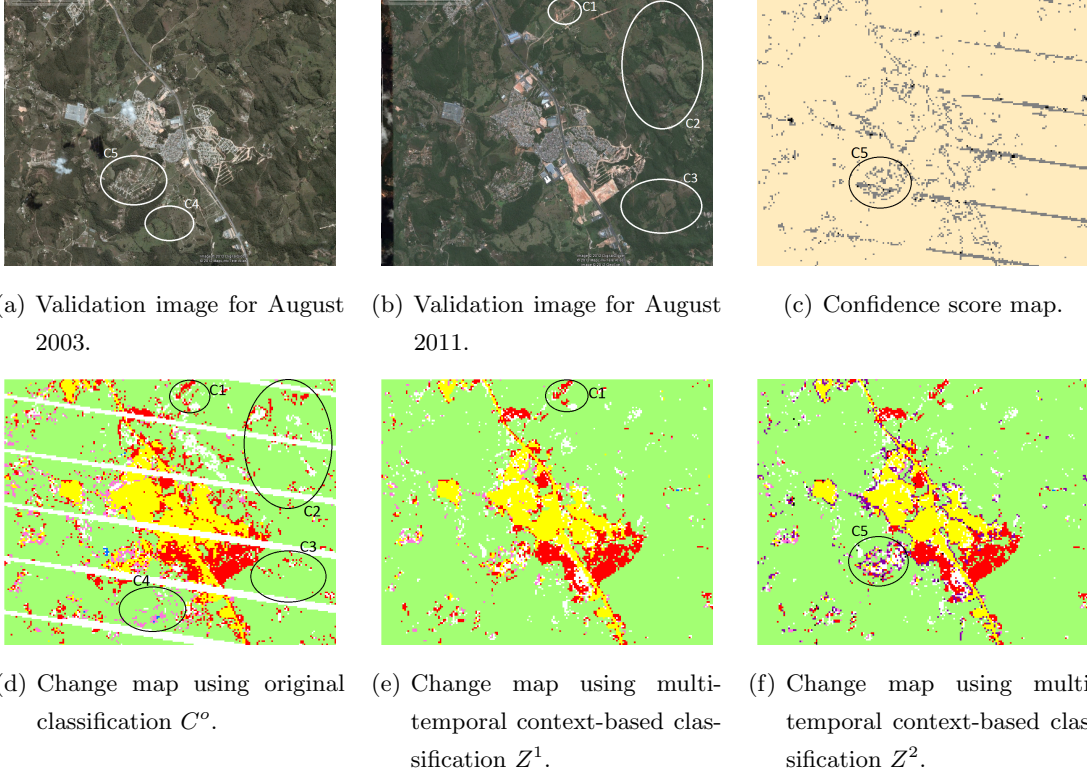 C1
C2
C3
C5
C4
C5
(a) Validation image for August
2003.
(b) Validation image for August
2011.
(c) Confidence score map.
C1
C2
C3
C4
C1
C5
(d) Change map using original
classification C^o.
(e) Change map using multi-
temporal context-based clas-
sification Z^1.
(f) Change map using multi
temporal context-based clas
sification Z^2.